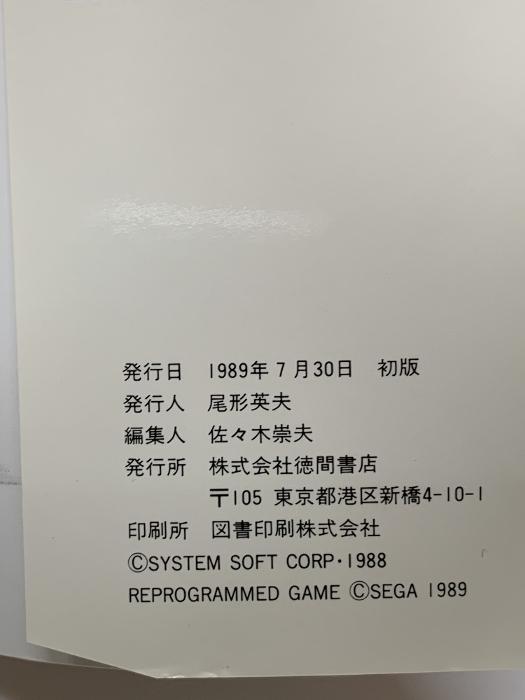 発行日 1989年7月30日 初版
発行人 尾形英夫
編集人 佐々木崇夫
発行所 株式会社徳間書店
〒105 東京都港区新橋4-10-1
印刷所 図書印刷株式会社
©SYSTEM SOFT CORP·1988
REPROGRAMMED GAME ©SEGA 1989